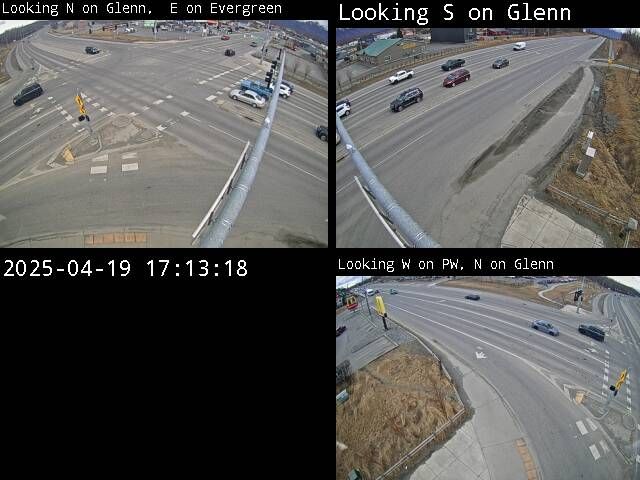 Looking N on Glenn, E on Evergreen
Looking S on Glenn
2025-04-19 17:13:18
Looking W on PW, N on Glenn